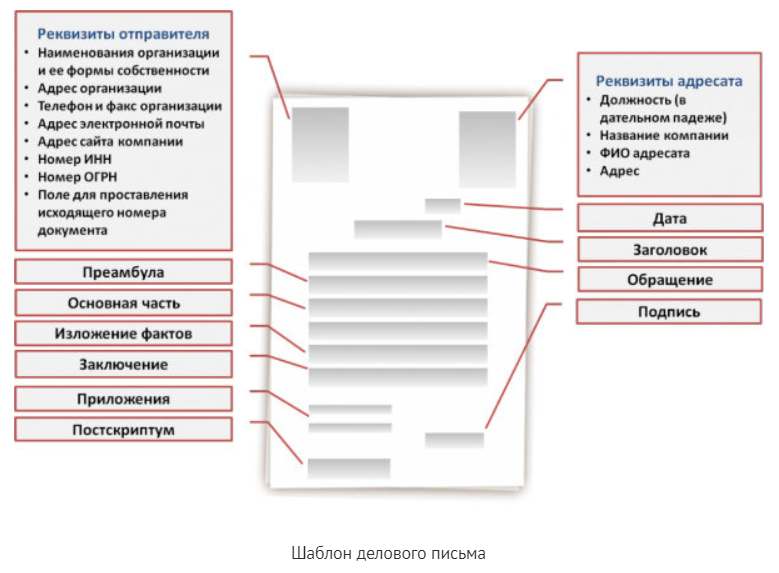 Реквизиты отправителя
• Наименования организации
и ее формы собственности
• Адрес организации
• Телефон и факс организации
• Адрес электронной почты
• Адрес сайта компании
• Номер ИНН
• Номер ОГРН
• Поле для проставления
исходящего номера
документа
Преамбула
Основная часть
Изложение фактов
Заключение
Приложения
Постскриптум
Реквизиты адресата
• Должность (в
дательном падеже)
• Название компании
• ФИО адресата
• Адрес
Дата
Заголовок
Обращение
Подпись
Шаблон делового письма